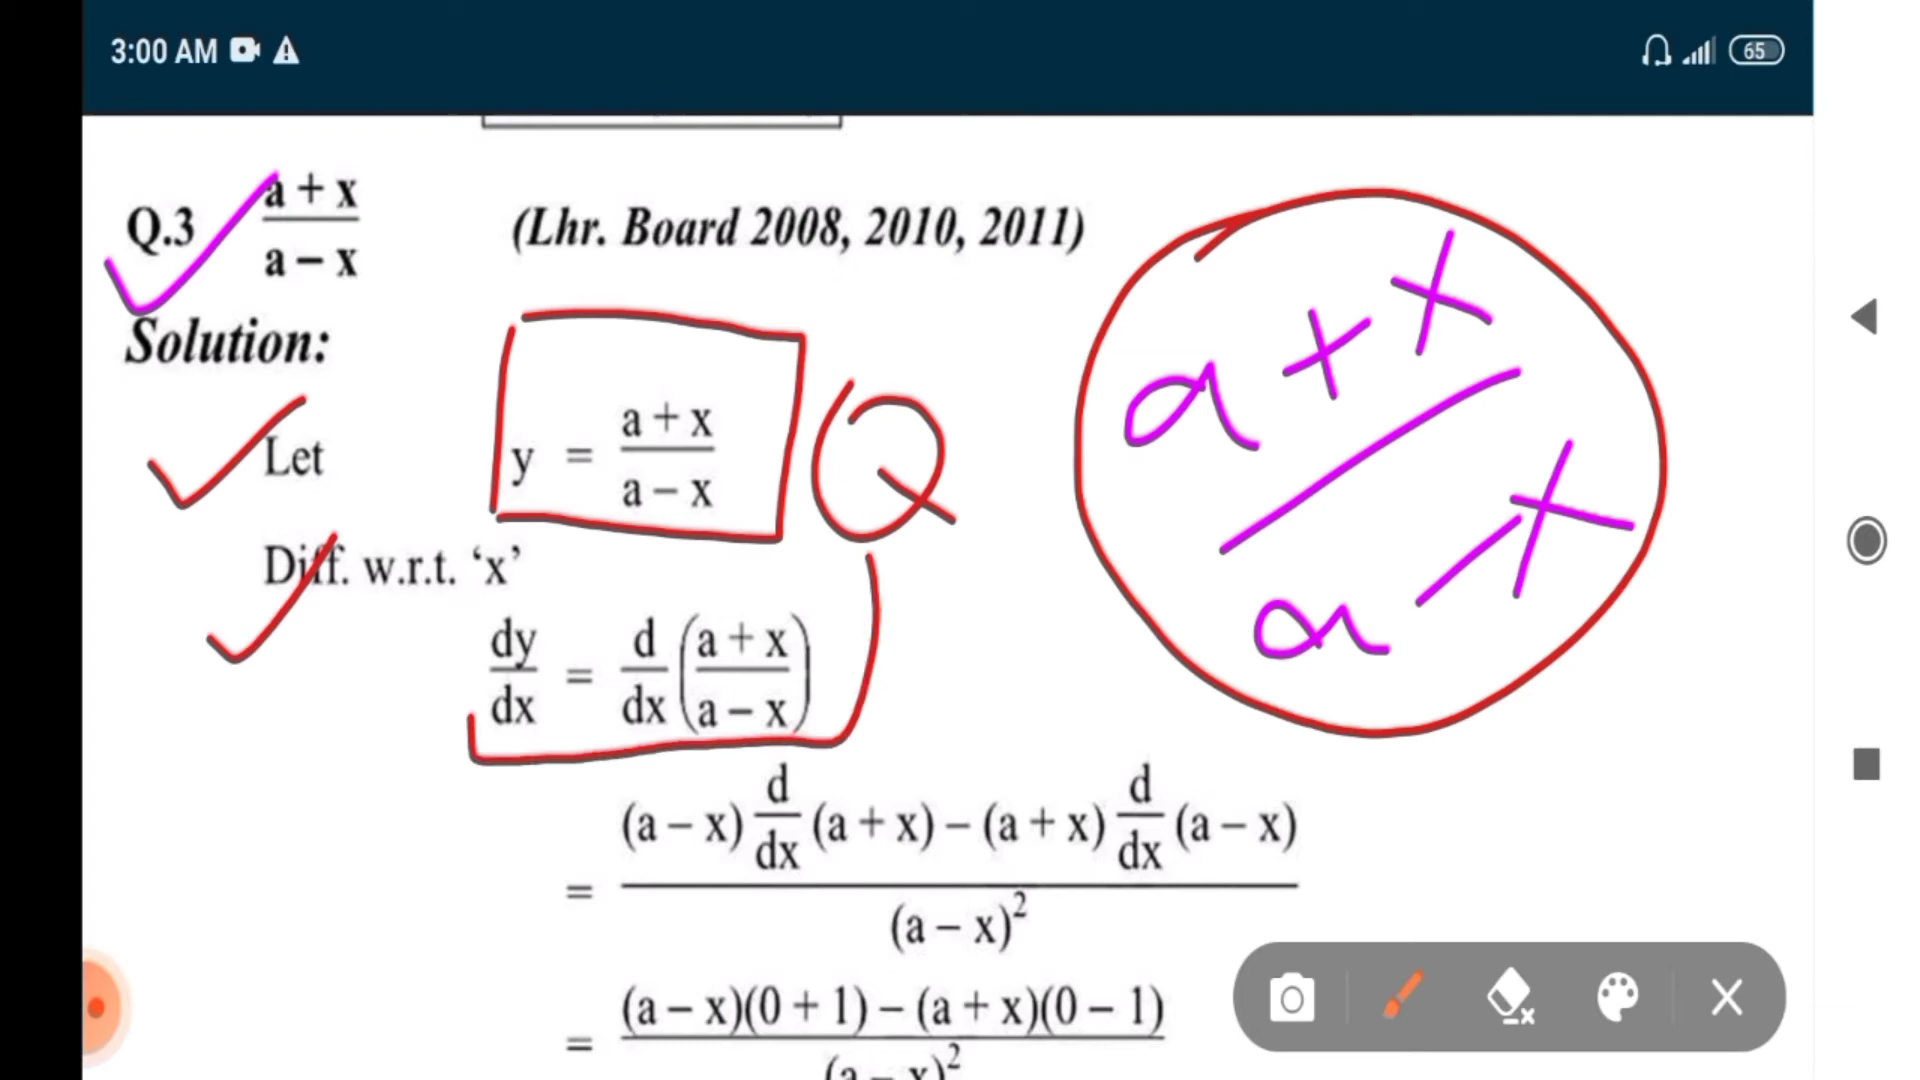 3:00 AM
65
Q.3 a + x / a − x (Lhr. Board 2008, 2010, 2011)
Solution:
Let y = a + x / a − x
Q
a + x / a − x
Diff. w.r.t. ‘x’
dy/dx = d/dx (a + x / a − x)
= (a − x) d/dx (a + x) − (a + x) d/dx (a − x) / (a − x)²
= (a − x)(0 + 1) − (a + x)(0 − 1) / (a − x)²